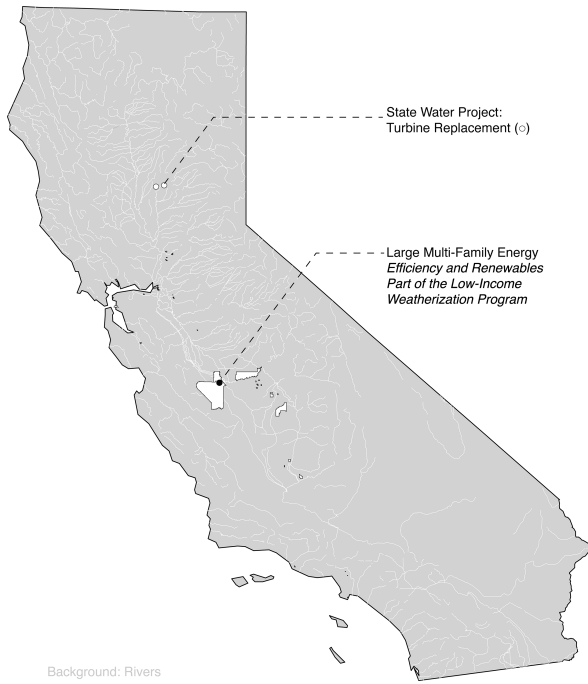 State Water Project:
Turbine Replacement (○)
Large Multi-Family Energy
Efficiency and Renewables
Part of the Low-Income
Weatherization Program
Background: Rivers